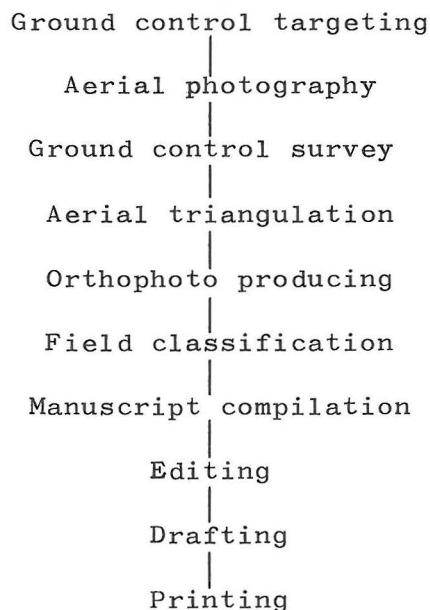 Ground control targeting
Aerial photography
Ground control survey
Aerial triangulation
Orthophoto producing
Field classification
Manuscript compilation
Editing
Drafting
Printing